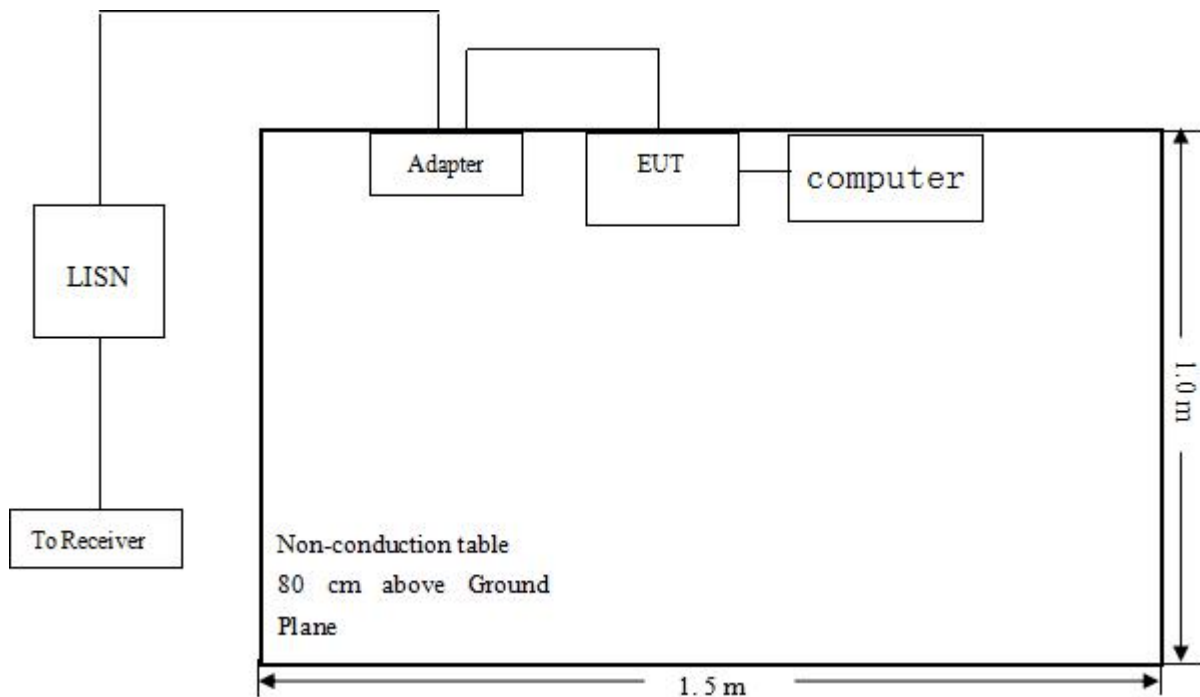 Adapter
EUT
computer
LISN
1.0 m
To Receiver
Non-conduction table
80 cm above Ground
Plane
1.5 m